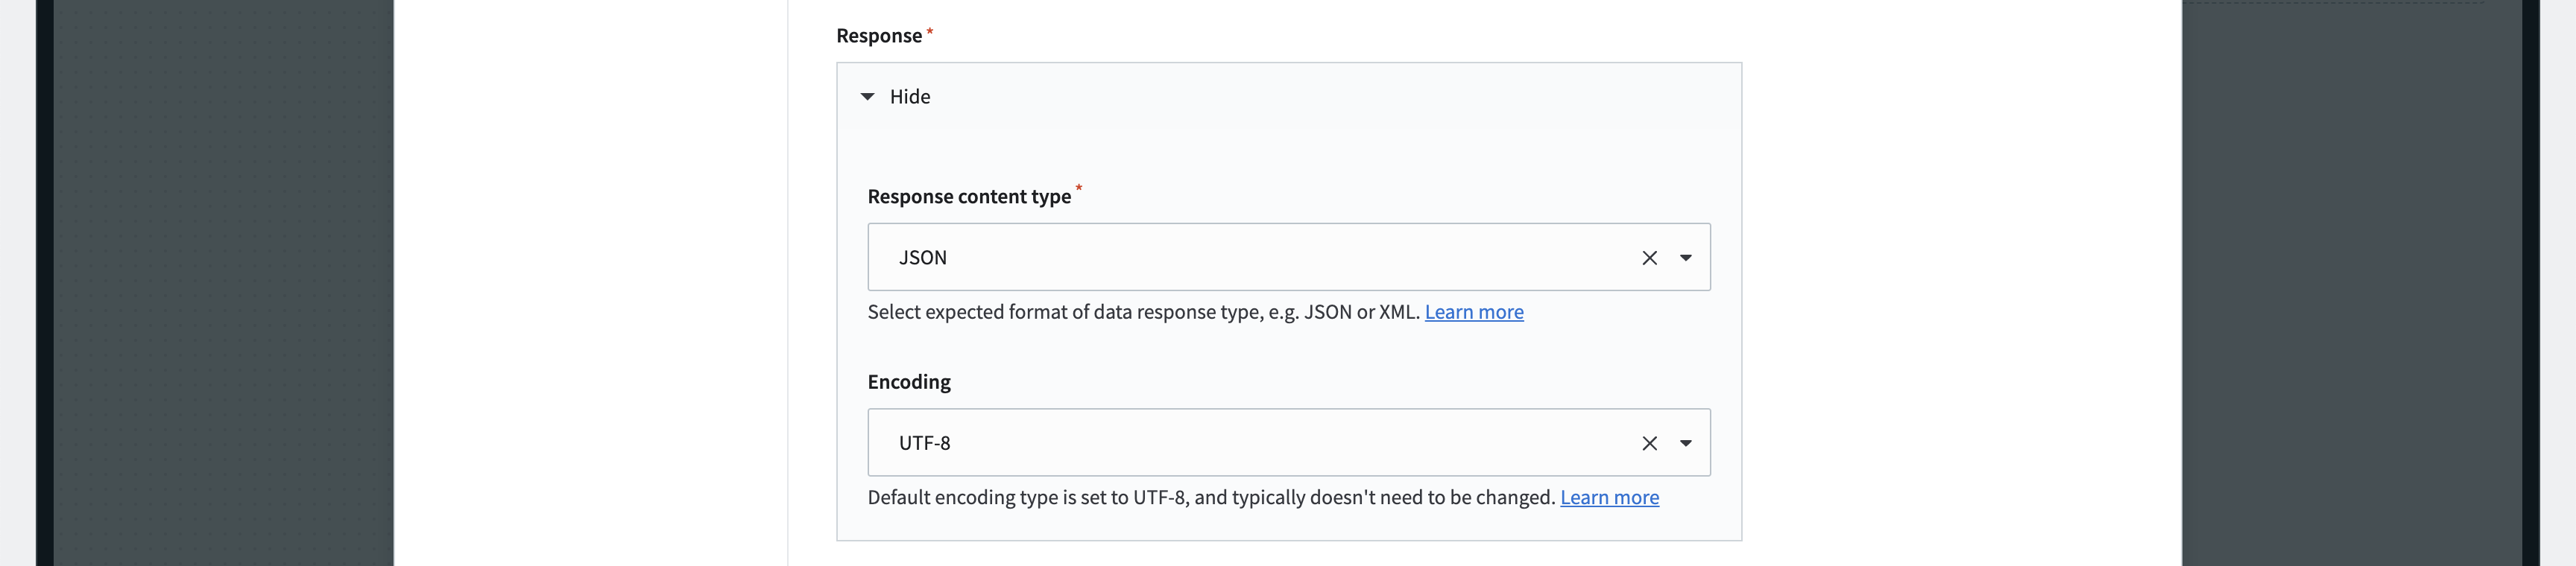 Response *
Hide
Response content type *
JSON
Select expected format of data response type, e.g. JSON or XML. Learn more
Encoding
UTF-8
Default encoding type is set to UTF-8, and typically doesn't need to be changed. Learn more